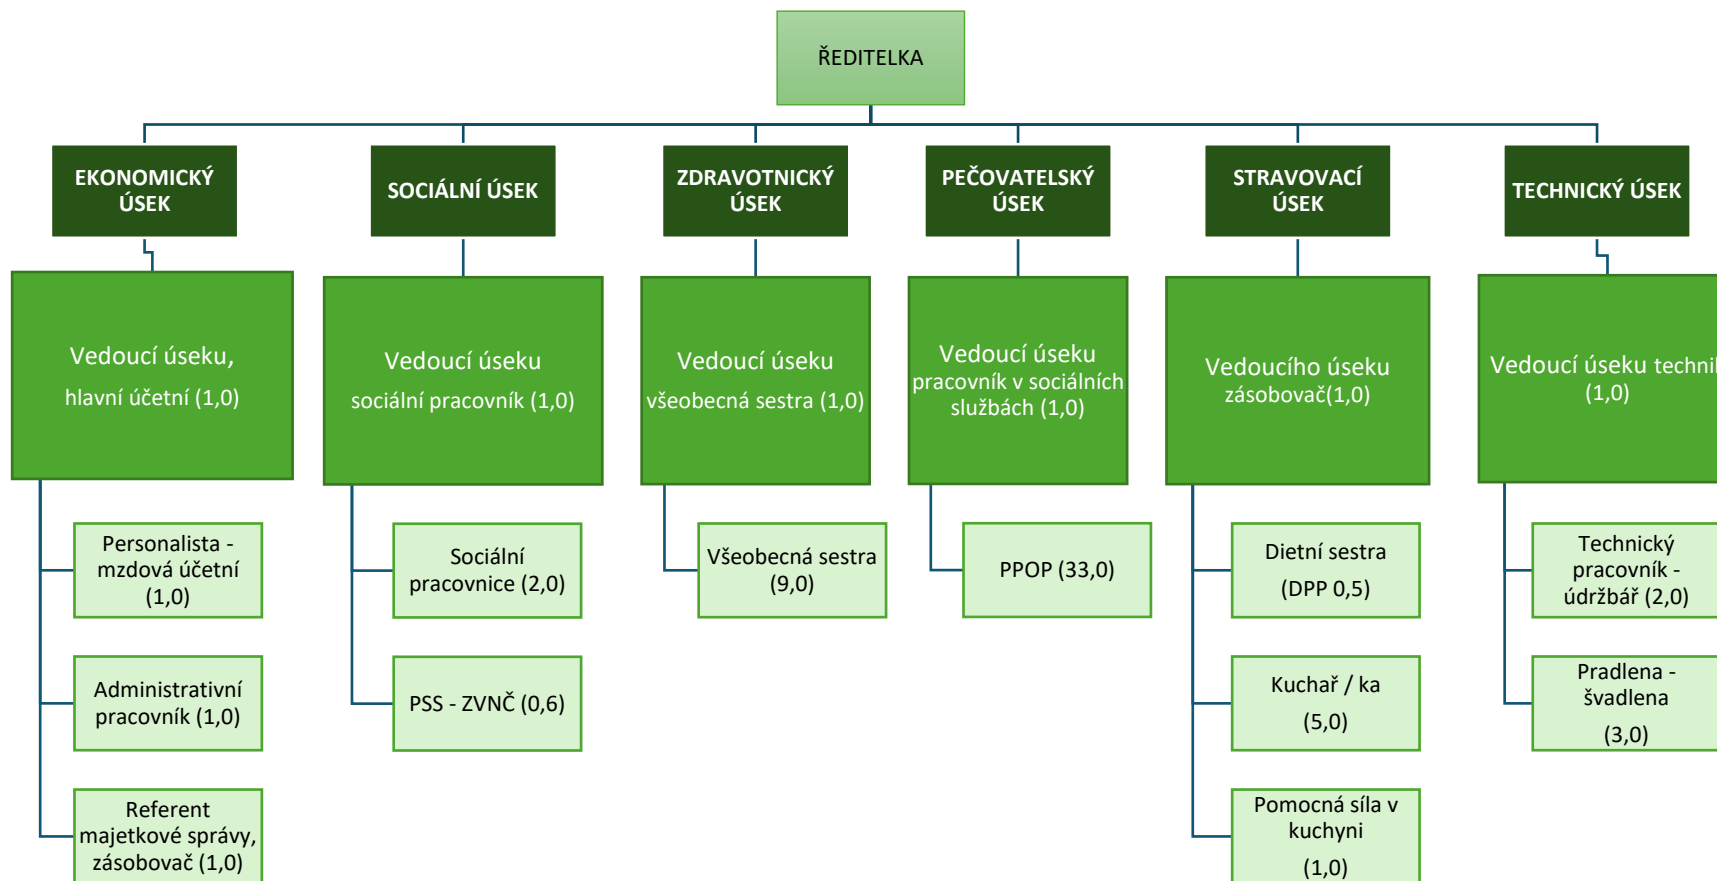 ŘEDITELKA
EKONOMICKÝ
ÚSEK
SOCIÁLNÍ ÚSEK
ZDRAVOTNICKÝ
ÚSEK
PEČOVATELSKÝ
ÚSEK
STRAVOVACÍ
ÚSEK
TECHNICKÝ ÚSEK
Vedoucí úseku,
hlavní účetní (1,0)
Vedoucí úseku
sociální pracovník (1,0)
Vedoucí úseku
všeobecná sestra (1,0)
Vedoucí úseku
pracovník v sociálních
službách (1,0)
Vedoucího úseku
zásobovač(1,0)
Vedoucí úseku technik
(1,0)
Personalista -
mzdová účetní
(1,0)
Sociální
pracovnice (2,0)
Všeobecná sestra
(9,0)
PPOP (33,0)
Dietní sestra
(DPP 0,5)
Technický
pracovník -
údržbář (2,0)
Administrativní
pracovník (1,0)
PSS - ZVNČ (0,6)
Kuchař / ka
(5,0)
Pradlena -
švadlena
(3,0)
Referent
majetkové správy,
zásobovač (1,0)
Pomocná síla v
kuchyni
(1,0)